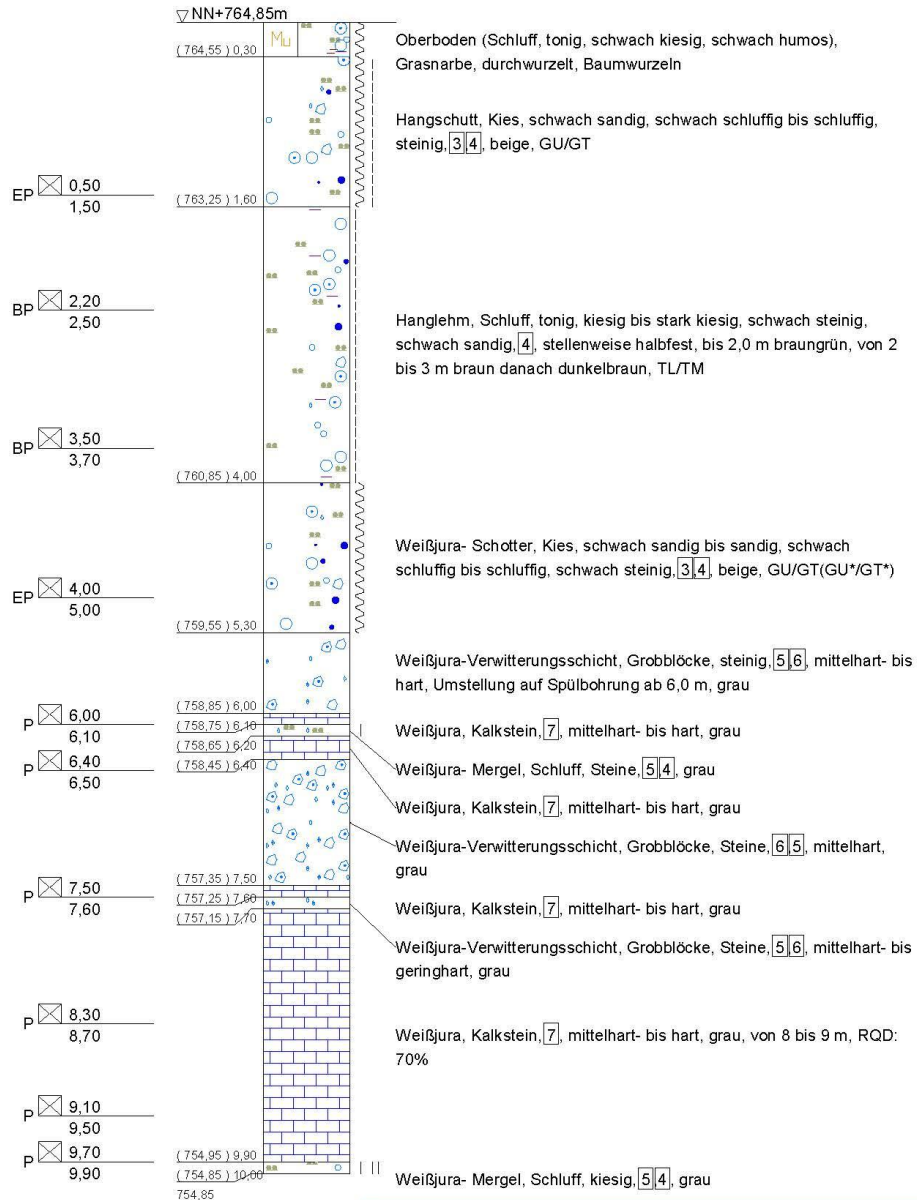 NN+764,85m
Mu
( 764,55 ) 0,30
Oberboden (Schluff, tonig, schwach kiesig, schwach humos),
Grasnarbe, durchwurzelt, Baumwurzeln
Hangschutt, Kies, schwach sandig, schwach schluffig bis schluffig,
steinig, 3 4, beige, GU/GT
EP 0,50
1,50
( 763,25 ) 1,60
BP 2,20
2,50
Hanglehm, Schluff, tonig, kiesig bis stark kiesig, schwach steinig,
schwach sandig, 4, stellenweise halbfest, bis 2,0 m braungrün, von 2
bis 3 m braun danach dunkelbraun, TL/TM
BP 3,50
3,70
( 760,85 ) 4,00
Weißjura- Schotter, Kies, schwach sandig bis sandig, schwach
schluffig bis schluffig, schwach steinig, 3 4, beige, GU/GT(GU*/GT*)
EP 4,00
5,00
( 759,55 ) 5,30
Weißjura-Verwitterungsschicht, Grobblöcke, steinig, 5 6, mittelhart- bis
hart, Umstellung auf Spülbohrung ab 6,0 m, grau
( 758,85 ) 6,00
P 6,00
6,10
( 758,75 ) 6,10
Weißjura, Kalkstein, 7, mittelhart- bis hart, grau
( 758,65 ) 6,20
P 6,40
6,50
( 758,45 ) 6,40
Weißjura- Mergel, Schluff, Steine, 5 4, grau
Weißjura, Kalkstein, 7, mittelhart- bis hart, grau
Weißjura-Verwitterungsschicht, Grobblöcke, Steine, 6 5, mittelhart,
grau
( 757,35 ) 7,50
P 7,50
7,60
( 757,25 ) 7,60
( 757,15 ) 7,70
Weißjura, Kalkstein, 7, mittelhart- bis hart, grau
Weißjura-Verwitterungsschicht, Grobblöcke, Steine, 5 6, mittelhart- bis
geringhart, grau
P 8,30
8,70
Weißjura, Kalkstein, 7, mittelhart- bis hart, grau, von 8 bis 9 m, RQD:
70%
P 9,10
9,50
P 9,70
9,90
( 754,95 ) 9,90
( 754,85 ) 10,00
754,85
Weißjura- Mergel, Schluff, kiesig, 5 4, grau